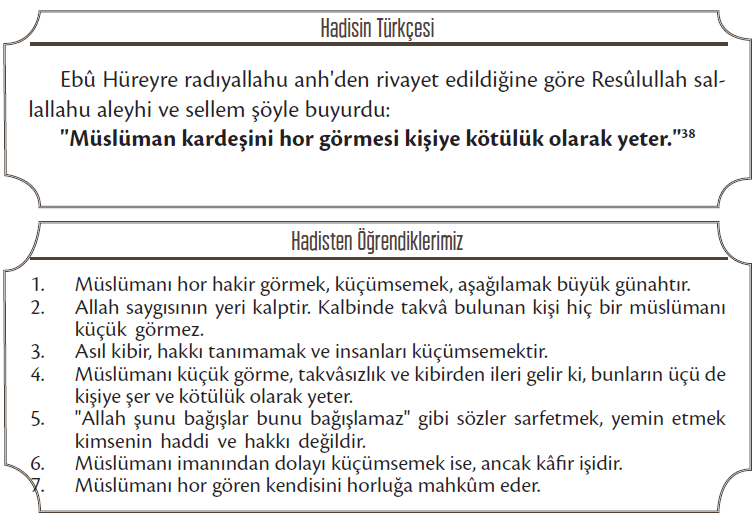 Hadisin Türkçesi
Ebû Hüreyre radıyallahu anh'den rivayet edildiğine göre Resûlullah sal-
lallahu aleyhi ve sellem şöyle buyurdu:
"Müslüman kardeşini hor görmesi kişiye kötülük olarak yeter."38
Hadisten Öğrendiklerimiz
1. Müslümanı hor hakir görmek, küçümsemek, aşağılamak büyük günahtır.
2. Allah saygısının yeri kalptir. Kalbinde takvâ bulunan kişi hiç bir müslümanı
küçük görmez.
3. Asıl kibir, hakkı tanımamak ve insanları küçümsemektir.
4. Müslümanı küçük görme, takvâsızlık ve kibirden ileri gelir ki, bunların üçü de
kişiye şer ve kötülük olarak yeter.
5. "Allah şunu bağışlar bunu bağışlamaz" gibi sözler sarfetmek, yemin etmek
kimsenin haddi ve hakkı değildir.
6. Müslümanı imanından dolayı küçümsemek ise, ancak kâfir işidir.
7. Müslümanı hor gören kendisini horluğa mahkûm eder.